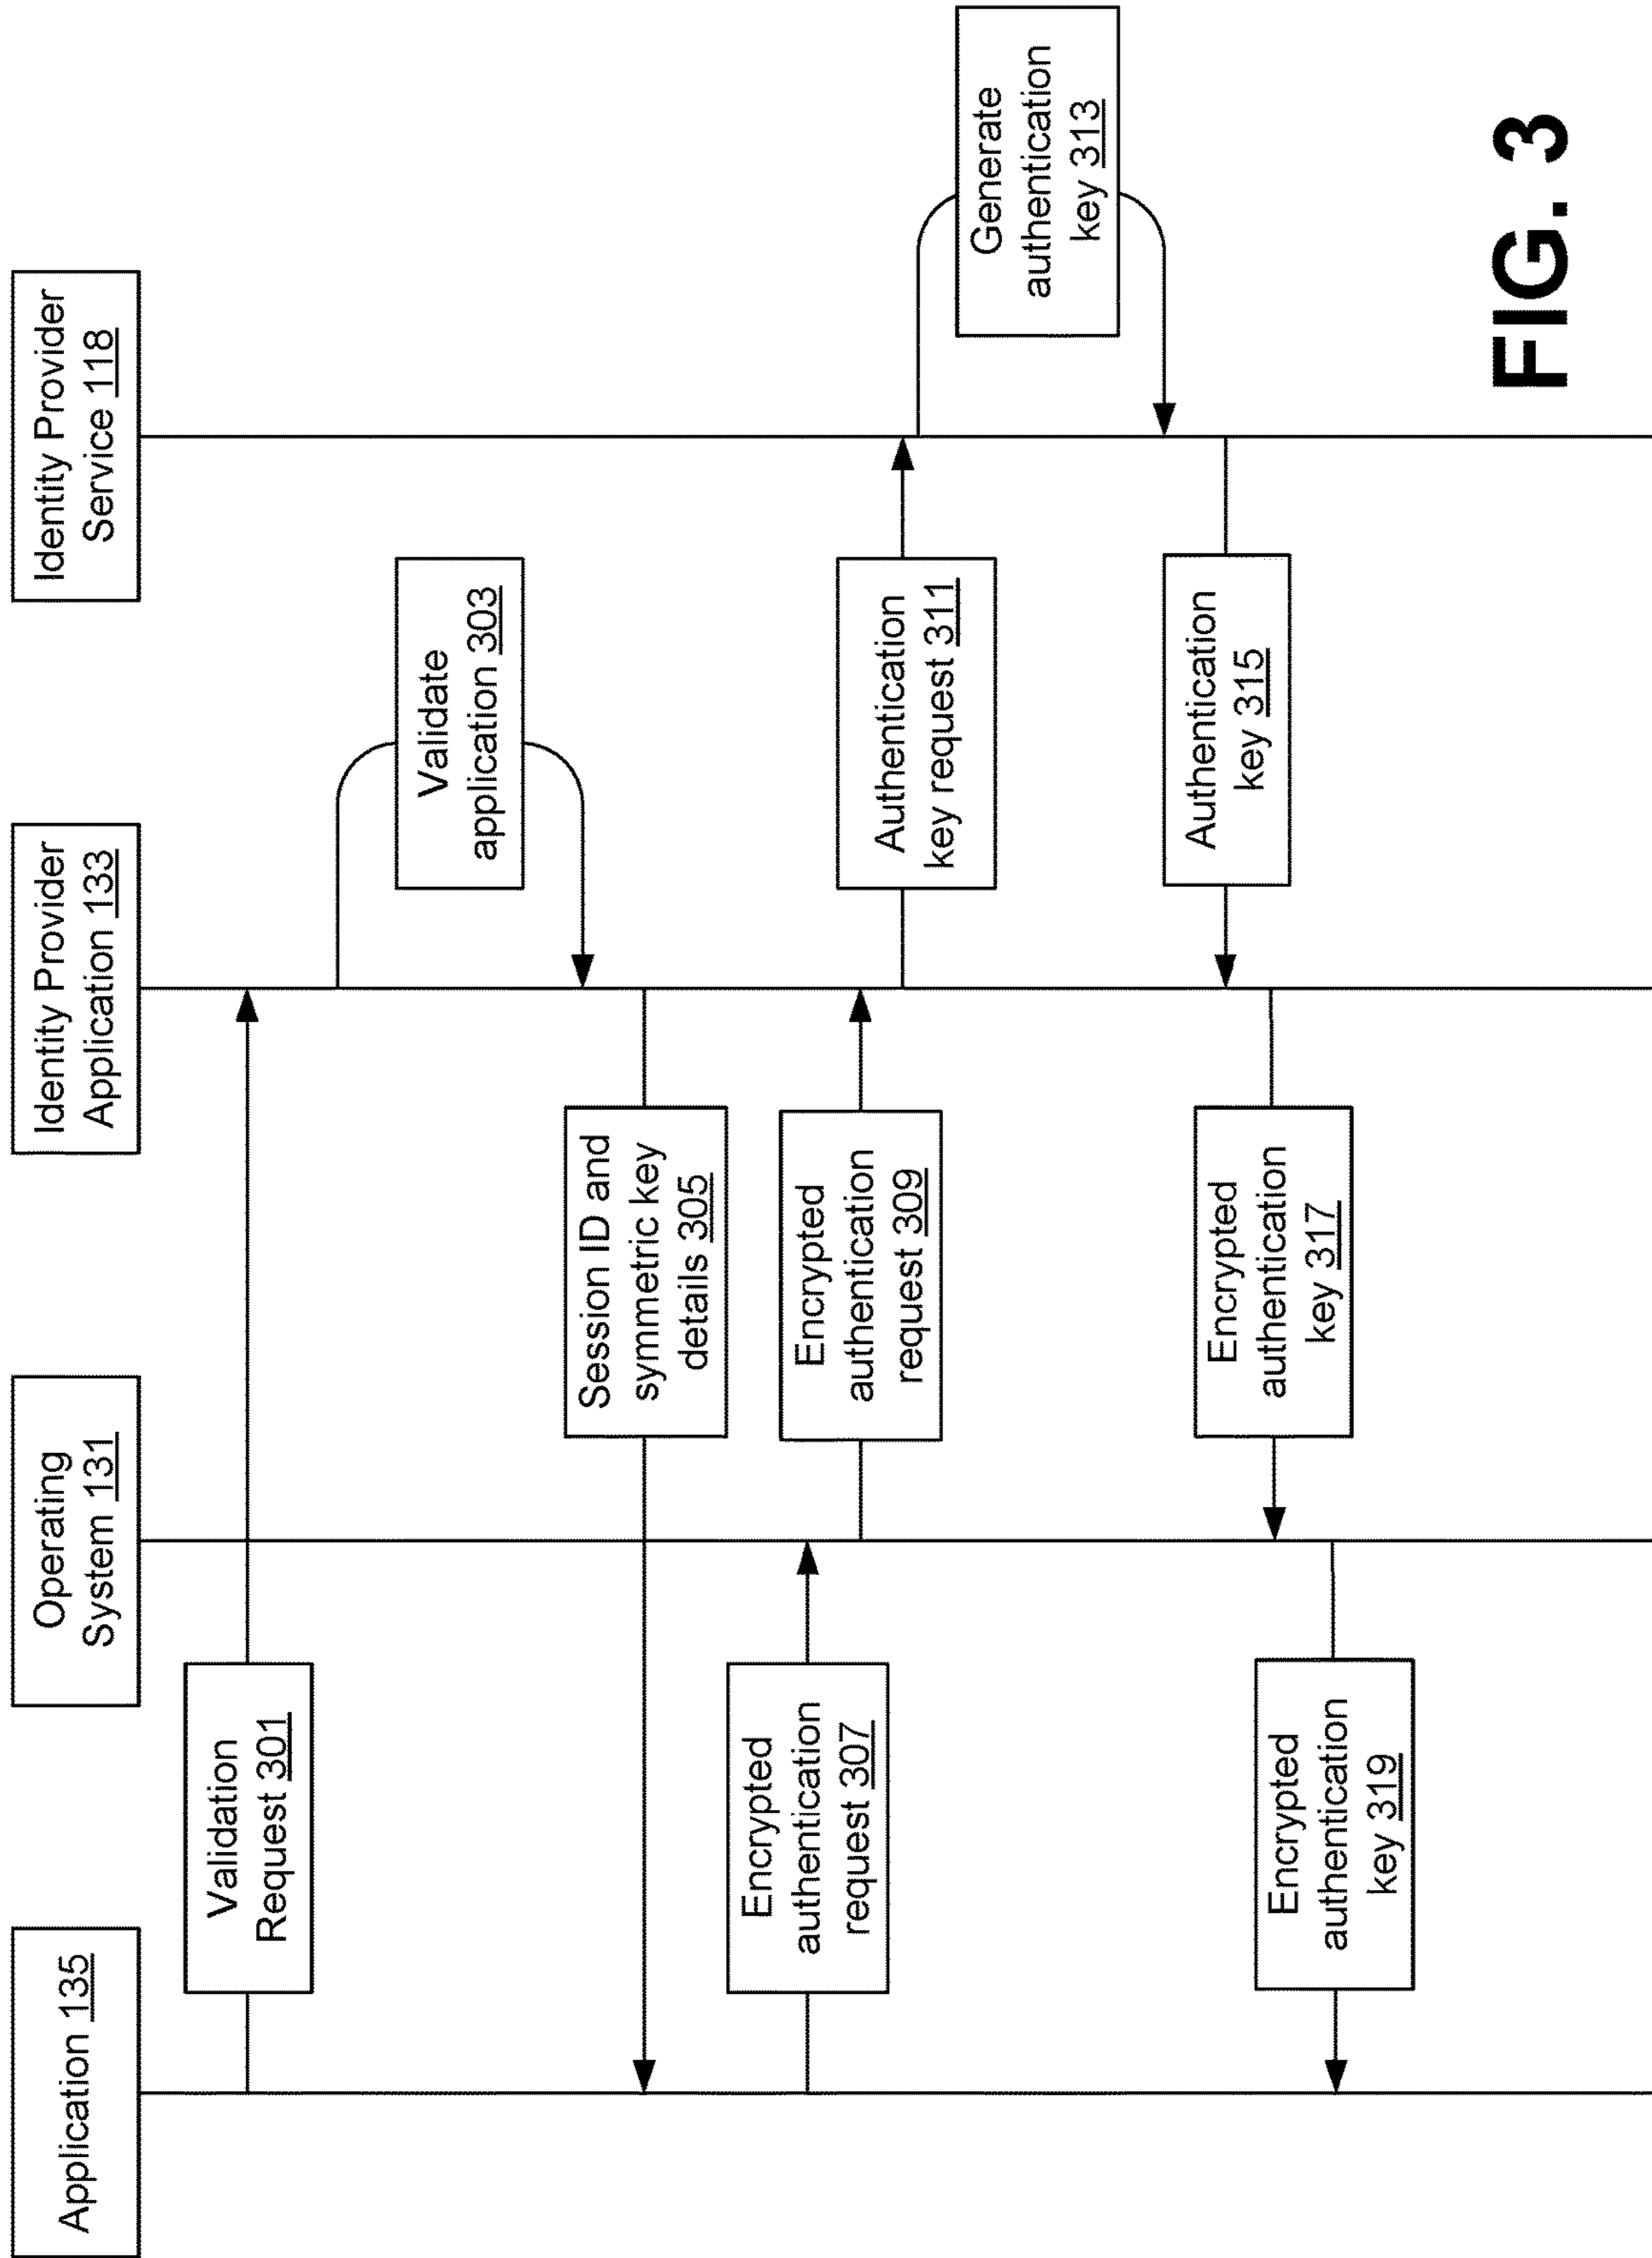 Application 135
Operating
System 131
Identity Provider
Application 133
Identity Provider
Service 118
Validation
Request 301
Validate
application 303
Session ID and
symmetric key
details 305
Encrypted
authentication
request 307
Encrypted
authentication
request 309
Authentication
key request 311
Generate
authentication
key 313
Authentication
key 315
Encrypted
authentication
key 317
Encrypted
authentication
key 319
FIG. 3